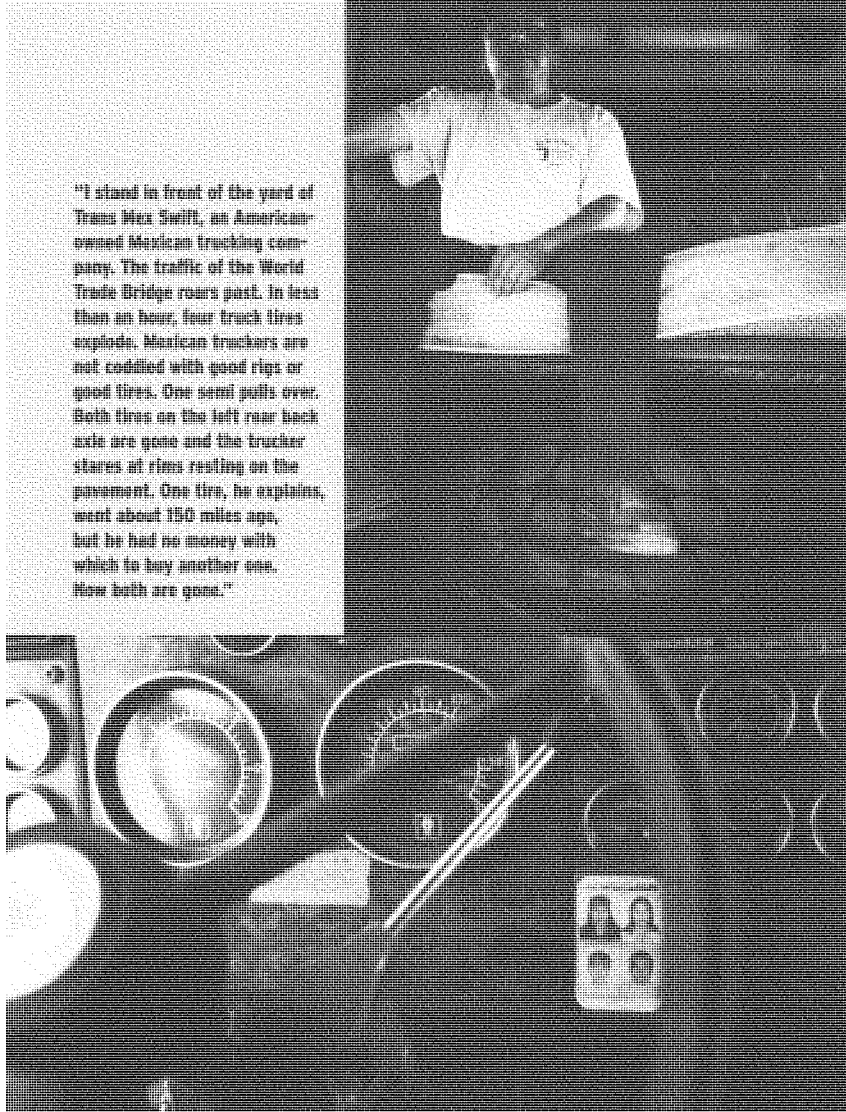 "I stand in front of the yard of
Trans Mex Swift, an American-
owned Mexican trucking com-
pany. The traffic of the World
Trade Bridge roars past. In less
than an hour, four truck tires
explode. Mexican truckers are
not coddled with good rigs or
good tires. One semi pulls over.
Both tires on the left rear back
axle are gone and the trucker
stares at rims resting on the
pavement. One tire, he explains,
went about 150 miles ago,
but he had no money with
which to buy another one.
Now both are gone."